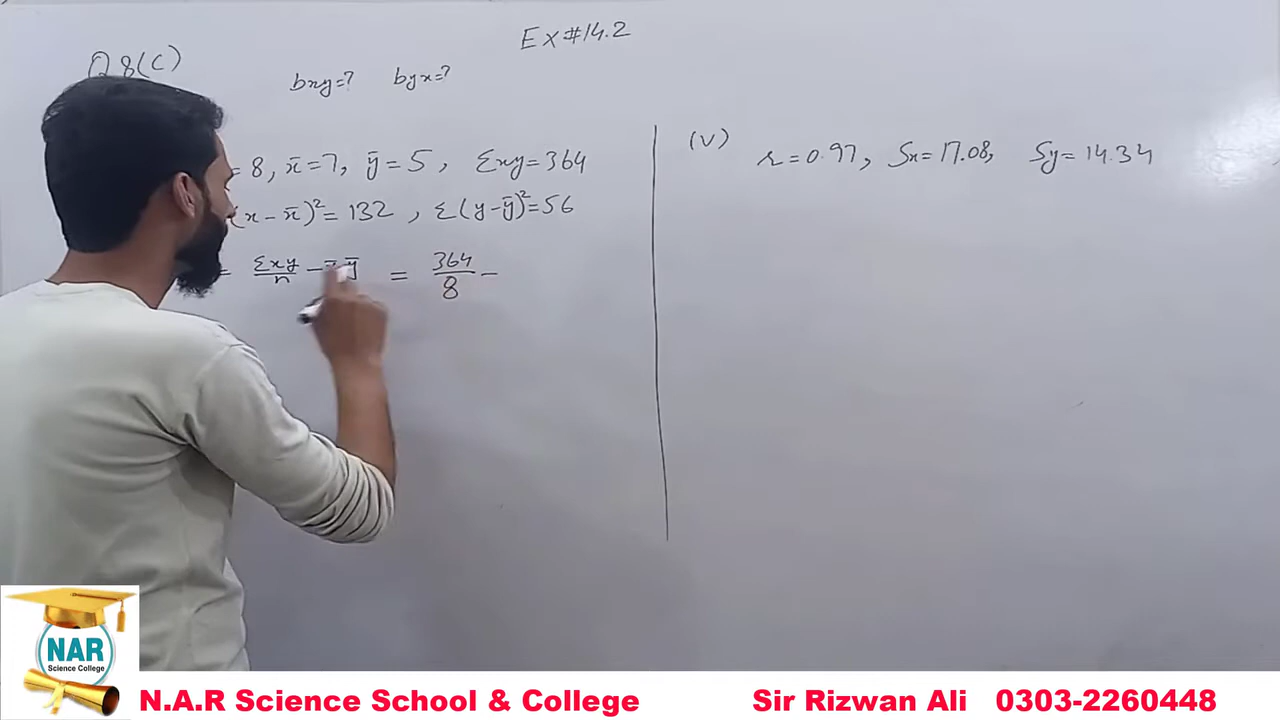 Ex#14.2
Q8(C)
bxy=? byx=?
= 8, x̄=7, ȳ=5, Σxy=364
(x-x̄)²=132, Σ(y-ȳ)²=56
= Σxy/n - x̄ȳ = 364/8 -
(V) r=0.97, Sx=17.08, Sy=14.34
NAR
Science College
N.A.R Science School & College Sir Rizwan Ali 0303-2260448